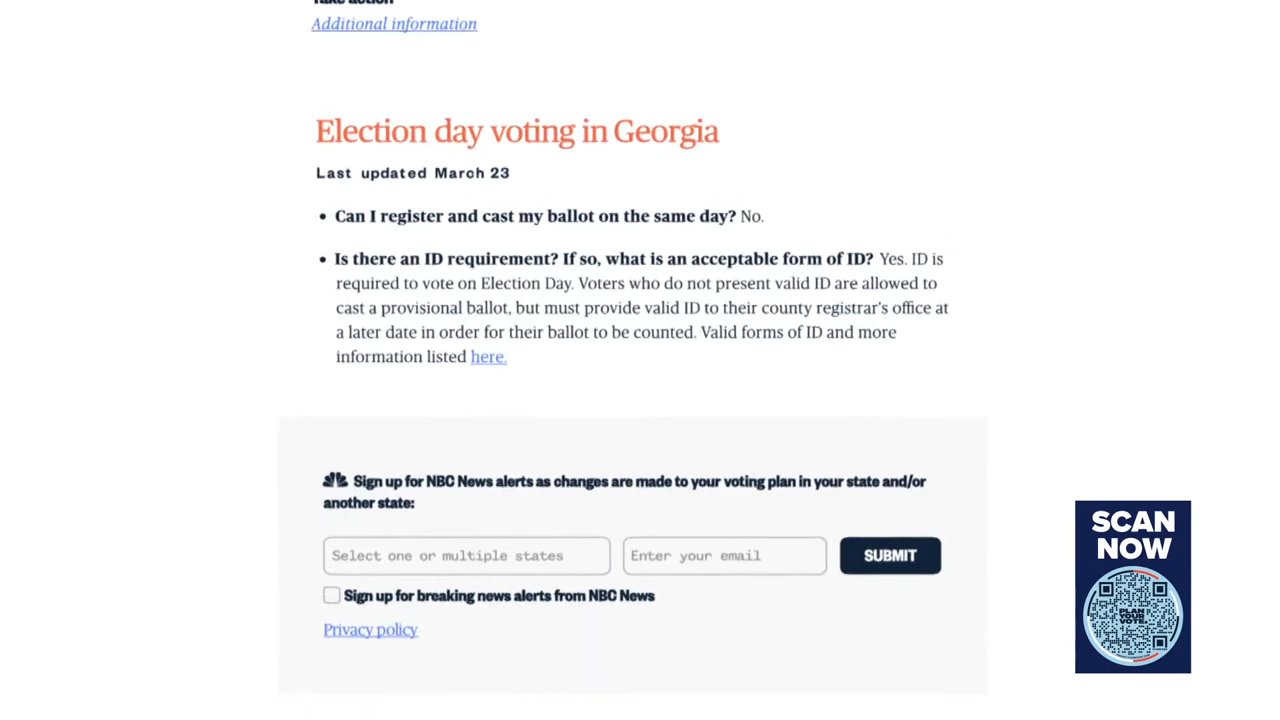 Take action
Additional information
Election day voting in Georgia
Last updated March 23
• Can I register and cast my ballot on the same day? No.
• Is there an ID requirement? If so, what is an acceptable form of ID? Yes. ID is
required to vote on Election Day. Voters who do not present valid ID are allowed to
cast a provisional ballot, but must provide valid ID to their county registrar's office at
a later date in order for their ballot to be counted. Valid forms of ID and more
information listed here.
Sign up for NBC News alerts as changes are made to your voting plan in your state and/or
another state:
Select one or multiple states
Enter your email
SUBMIT
Sign up for breaking news alerts from NBC News
Privacy policy
SCAN
NOW
PLAN
YOUR
VOTE.